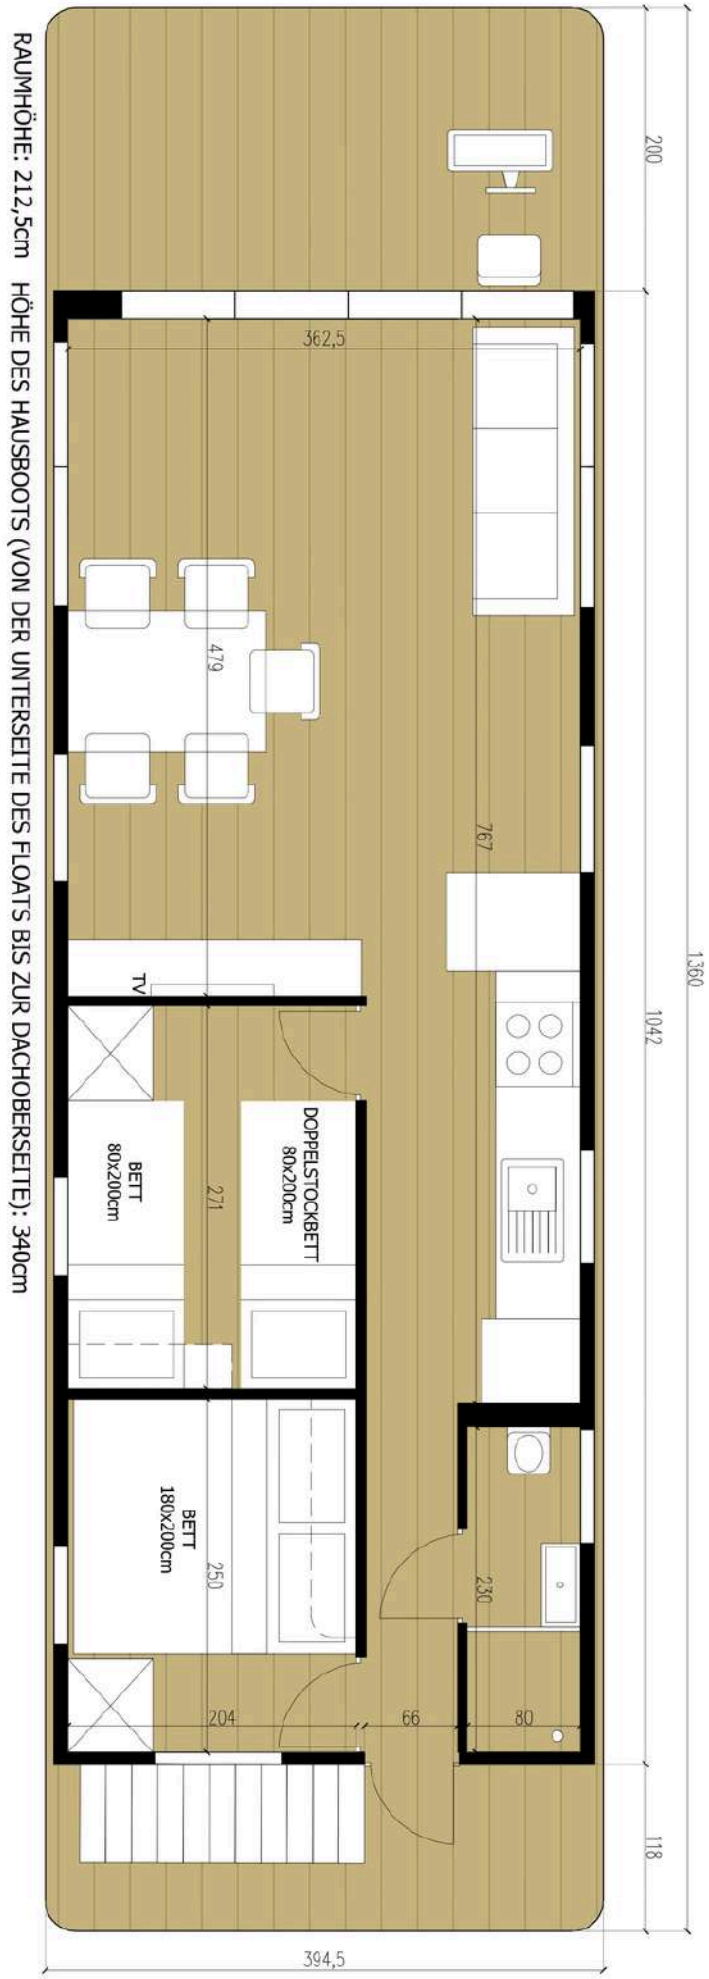 200
362,5
479
767
1360
1042
TV
DOPPELSTOCKBETT
80x200cm
BETT
80x200cm
271
BETT
180x200cm
250
230
204
66
80
118
394,5
RAUMHÖHE: 212,5cm HÖHE DES HAUSBOOTS (VON DER UNTERSEITE DES FLOATS BIS ZUR DACHOBERSEITE): 340cm